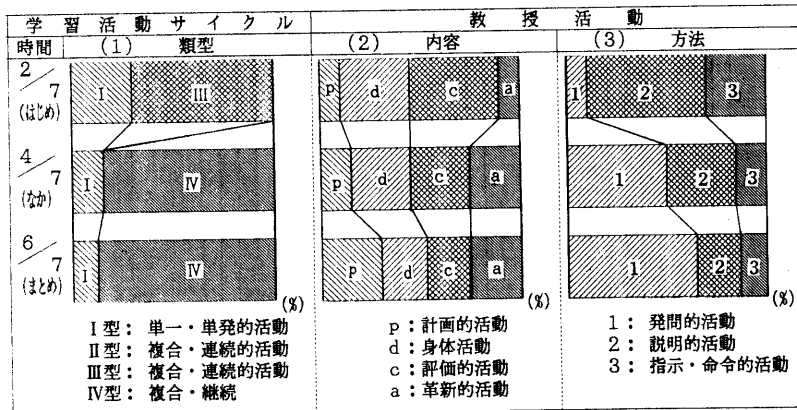 学習活動サイクル 教授活動
時間 (1) 類型 (2) 内容 (3) 方法
2/7 (はじめ) I III p d c a 1 2 3
4/7 (なか) I IV p d c a 1 2 3
6/7 (まとめ) I IV p d c a 1 2 3
(%) (%) (%)
I型：単一・単発的活動 p：計画的活動 1：発問的活動
II型：複合・連続的活動 d：身体活動 2：説明的活動
III型：複合・連続的活動 c：評価的活動 3：指示・命令的活動
IV型：複合・継続 a：革新的活動